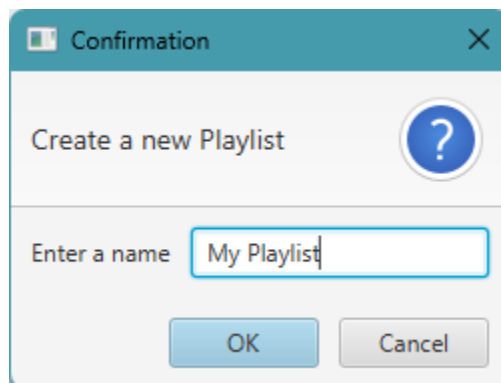 Confirmation
Create a new Playlist
?
Enter a name My Playlist
OK Cancel